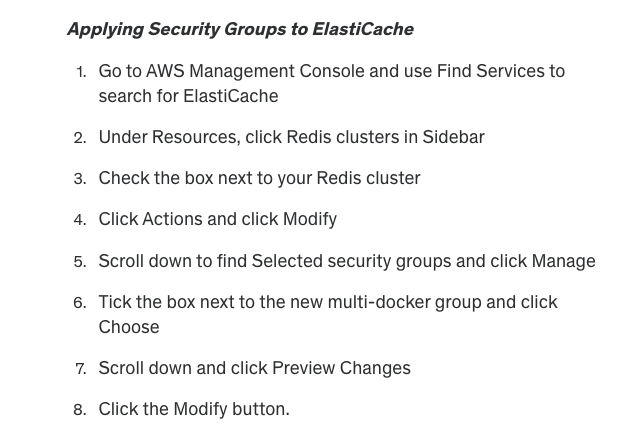 Applying Security Groups to ElastiCache
1. Go to AWS Management Console and use Find Services to
search for ElastiCache
2. Under Resources, click Redis clusters in Sidebar
3. Check the box next to your Redis cluster
4. Click Actions and click Modify
5. Scroll down to find Selected security groups and click Manage
6. Tick the box next to the new multi-docker group and click
Choose
7. Scroll down and click Preview Changes
8. Click the Modify button.